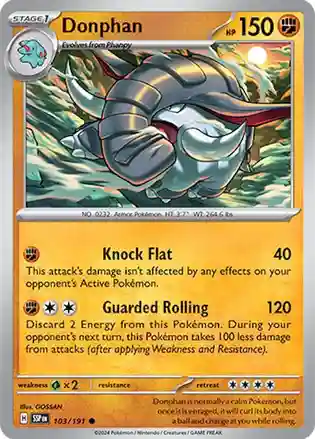 STAGE 1
Donphan
HP 150
Evolves from Phanpy
NO. 0232 Armor Pokémon HT: 3'7" WT: 264.6 lbs
Knock Flat 40
This attack's damage isn't affected by any effects on your
opponent's Active Pokémon.
Guarded Rolling 120
Discard 2 Energy from this Pokémon. During your
opponent's next turn, this Pokémon takes 100 less damage
from attacks (after applying Weakness and Resistance).
weakness ×2 resistance retreat
Illus. GOSSAN
H SSP EN 103/191
Donphan is normally a calm Pokémon, but
once it is enraged, it will curl its body into
a ball and charge at you while rolling.
©2024 Pokémon / Nintendo / Creatures / GAME FREAK